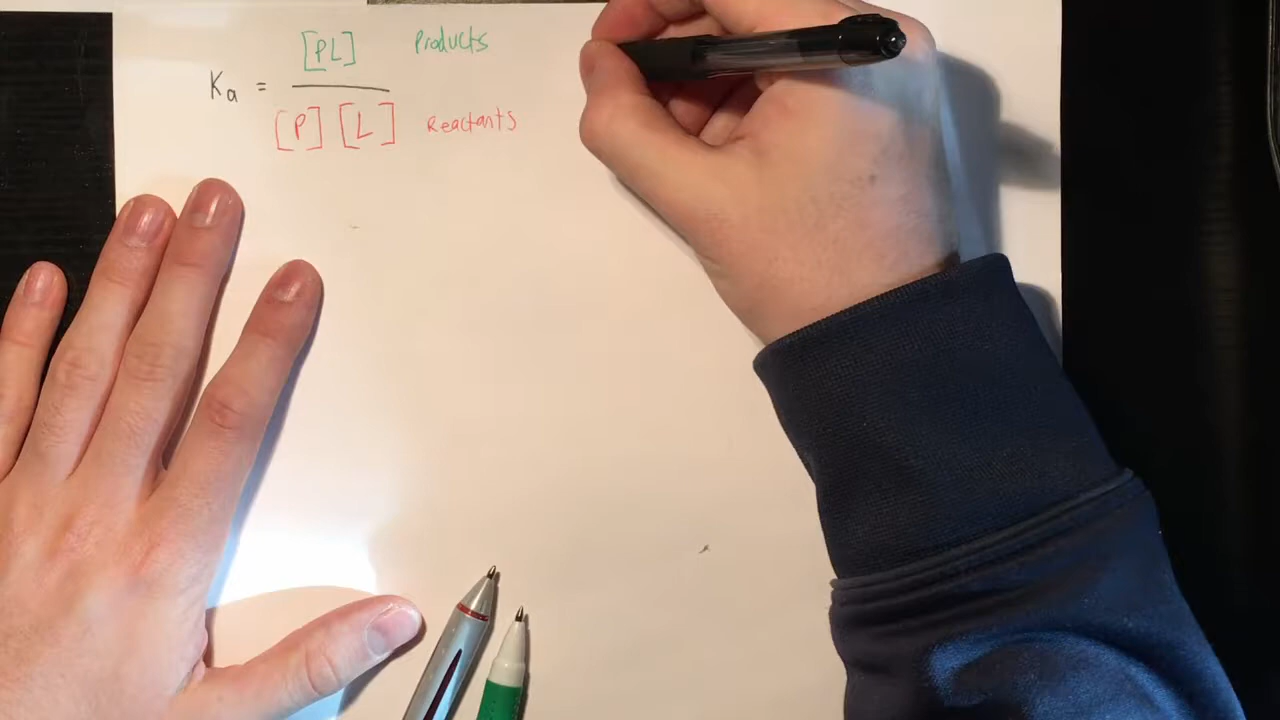 [PL] Products
Ka =
[P] [L] Reactants